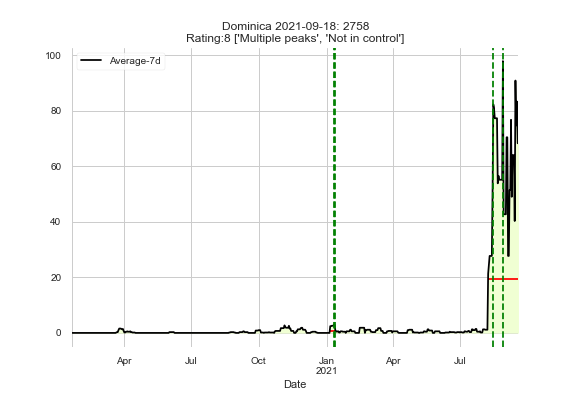 Dominica 2021-09-18: 2758
Rating:8 ['Multiple peaks', 'Not in control']
100
Average-7d
80
60
40
20
0
Apr Jul Oct Jan Apr Jul
2021
Date